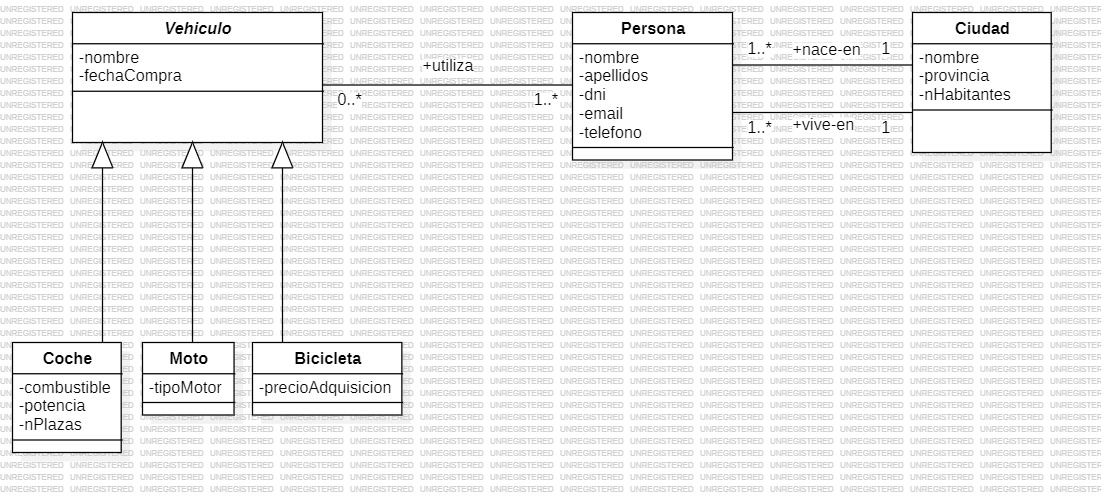 Vehiculo
-nombre
-fechaCompra
+utiliza
0..*
1..*
Persona
-nombre
-apellidos
-dni
-email
-telefono
1..*
+nace-en
1
1..*
+vive-en
1
Ciudad
-nombre
-provincia
-nHabitantes
Coche
-combustible
-potencia
-nPlazas
Moto
-tipoMotor
Bicicleta
-precioAdquisicion
UNREGISTERED